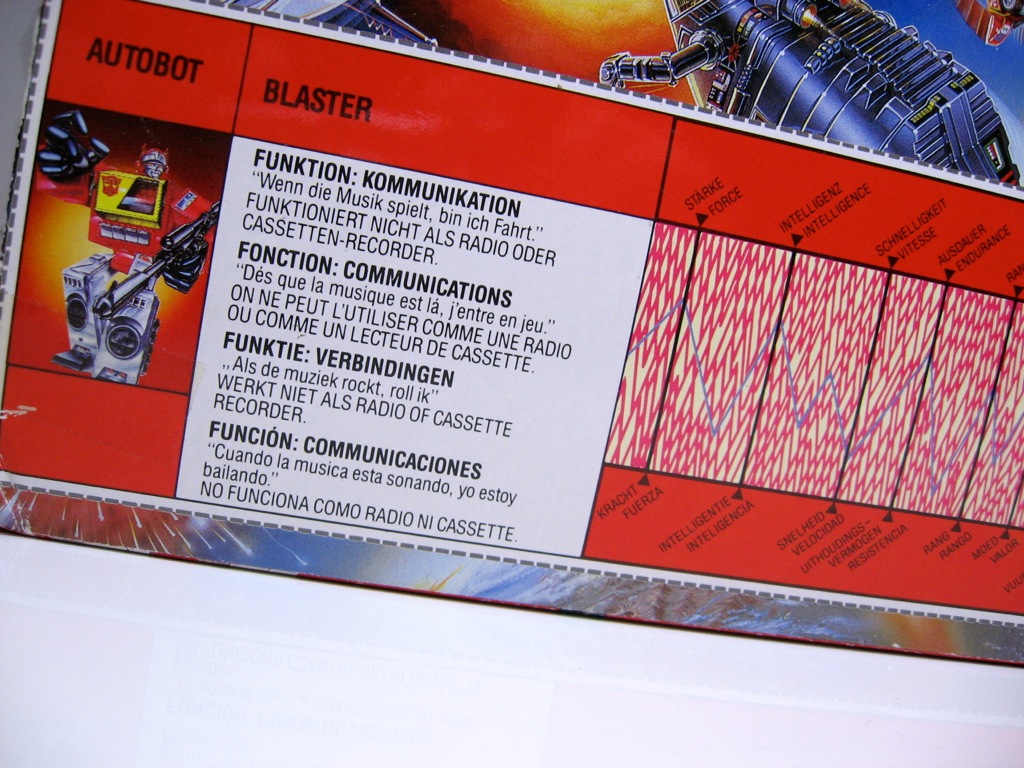 AUTOBOT
BLASTER
FUNKTION: KOMMUNIKATION
"Wenn die Musik spielt, bin ich Fahrt."
FUNKTIONIERT NICHT ALS RADIO ODER
CASSETTEN-RECORDER.
FONCTION: COMMUNICATIONS
"Dés que la musique est lá, j'entre en jeu."
ON NE PEUT L'UTILISER COMME UNE RADIO
OU COMME UN LECTEUR DE CASSETTE.
FUNKTIE: VERBINDINGEN
„Als de muziek rockt, roll ik"
WERKT NIET ALS RADIO OF CASSETTE
RECORDER.
FUNCIÓN: COMMUNICACIONES
"Cuando la musica esta sonando, yo estoy
bailando."
NO FUNCIONA COMO RADIO NI CASSETTE.
STÄRKE
FORCE
INTELLIGENZ
INTELLIGENCE
SCHNELLIGKEIT
VITESSE
AUSDAUER
ENDURANCE
RAN
KRACHT
FUERZA
INTELLIGENTIE
INTELIGENCIA
SNELHEID
VELOCIDAD
UITHOUDINGS-
VERMOGEN
RESISTENCIA
RANG
RANGO
MOED
VALOR
VUU